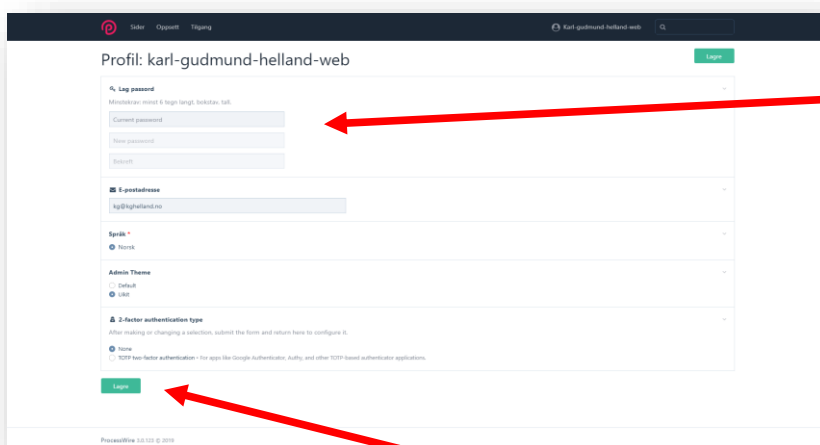 Sider Oppsett Tilgang Karl-gudmund-helland-web
Profil: karl-gudmund-helland-web
Lagre
Lag passord
Minstekrav: minst 6 tegn langt, bokstav, tall.
Current password
New password
Bekreft
E-postadresse
kg@kghelland.no
Språk *
Norsk
Admin Theme
Default
Uikit
2-factor authentication type
After making or changing a selection, submit the form and return here to configure it.
None
TOTP two-factor authentication • For apps like Google Authenticator, Authy, and other TOTP-based authenticator applications.
Lagre
ProcessWire 3.0.123 © 2019